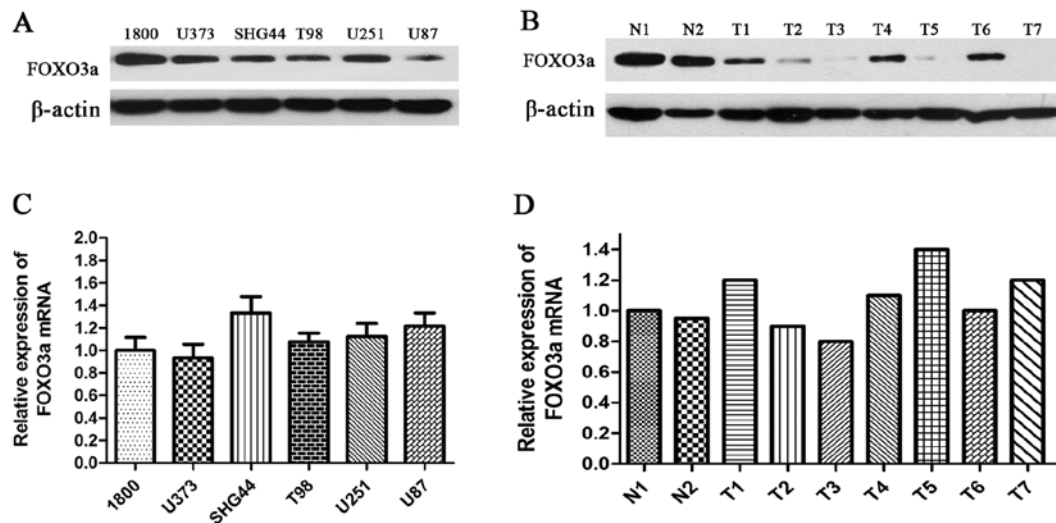 A
1800 U373 SHG44 T98 U251 U87
FOXO3a
β-actin
B
N1 N2 T1 T2 T3 T4 T5 T6 T7
FOXO3a
β-actin
C
Relative expression of
FOXO3a mRNA
2.0
1.8
1.6
1.4
1.2
1.0
0.8
0.6
0.4
0.2
0.0
1800 U373 SHG44 T98 U251 U87
D
Relative expression of
FOXO3a mRNA
1.4
1.2
1.0
0.8
0.6
0.4
0.2
0.0
N1 N2 T1 T2 T3 T4 T5 T6 T7